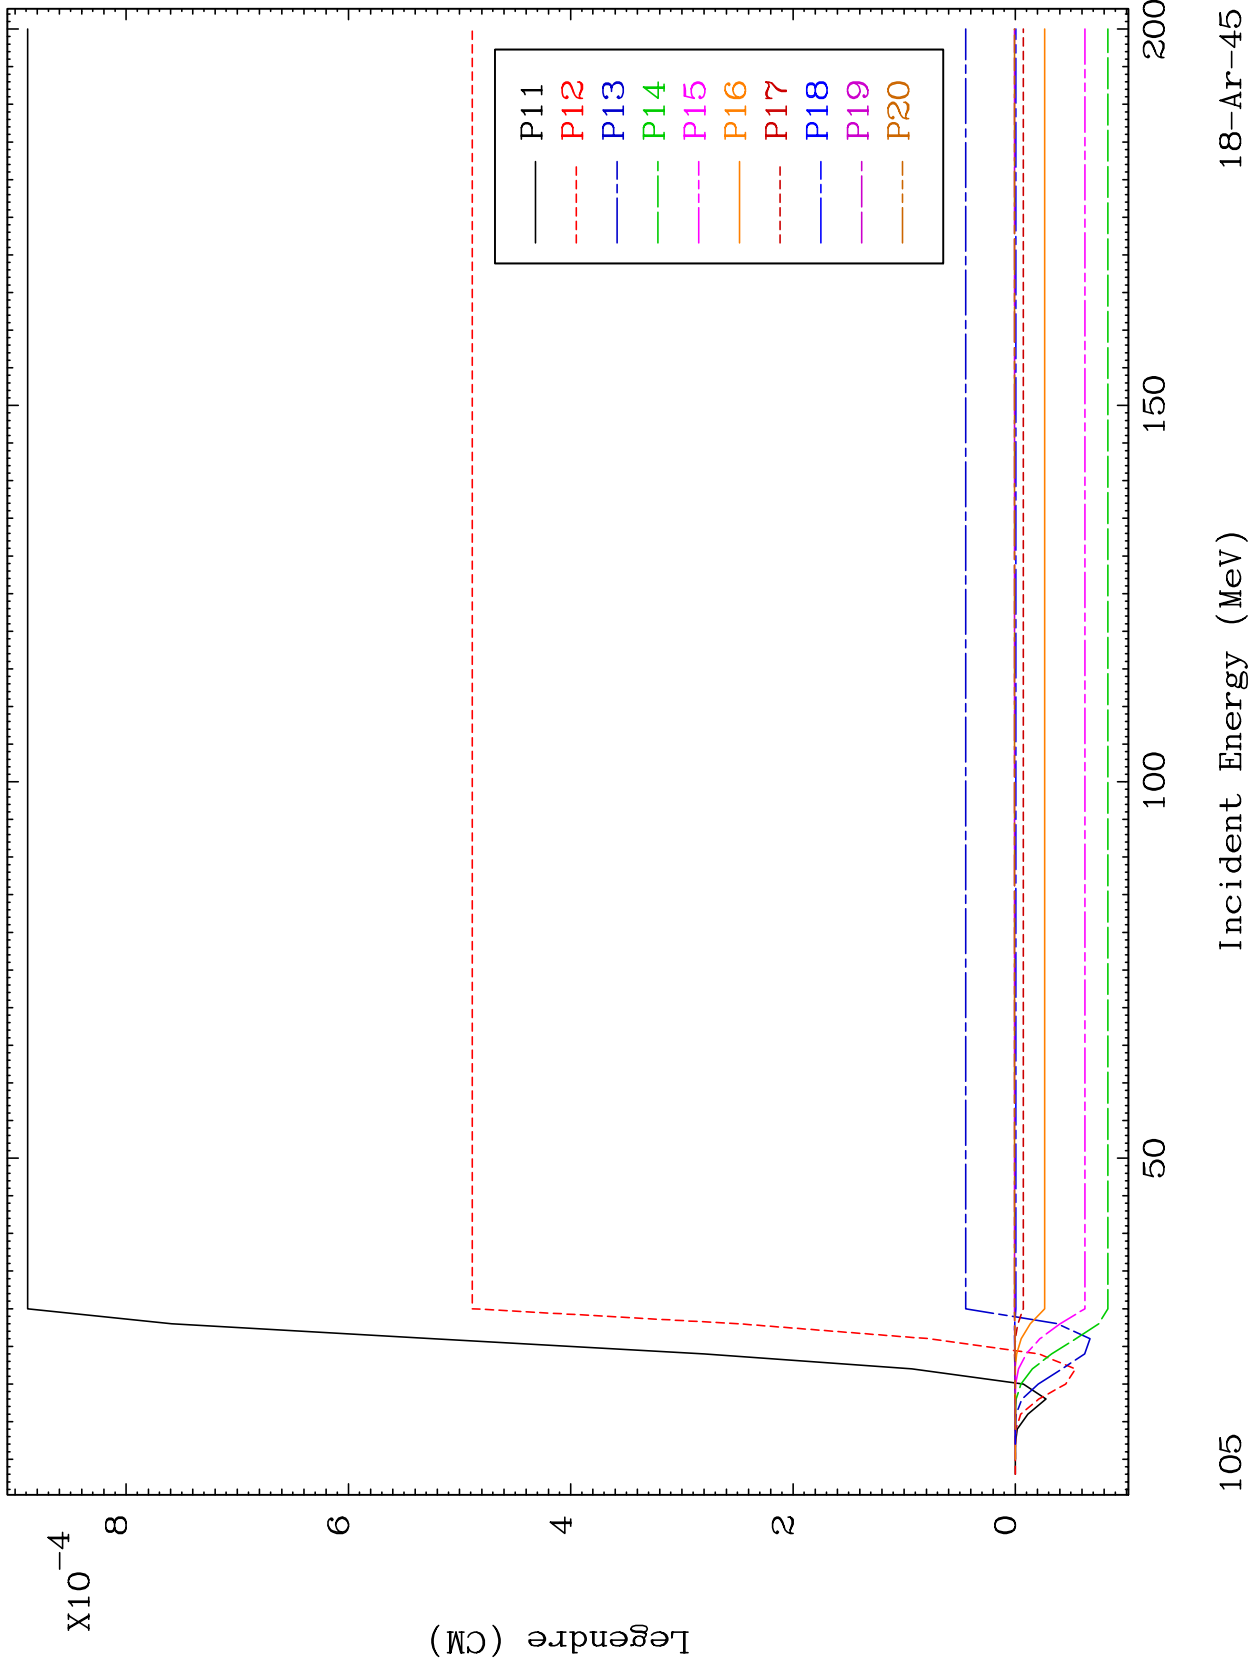 X10^-4
8
6
4
2
0
Legendre (CM)
P11
P12
P13
P14
P15
P16
P17
P18
P19
P20
50
100
150
200
Incident Energy (MeV)
105
18-Ar-45